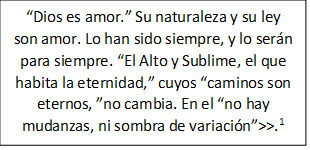 “Dios es amor.” Su naturaleza y su ley
son amor. Lo han sido siempre, y lo serán
para siempre. “El Alto y Sublime, el que
habita la eternidad,” cuyos “caminos son
eternos, ”no cambia. En el “no hay
mudanzas, ni sombra de variación”>>.¹